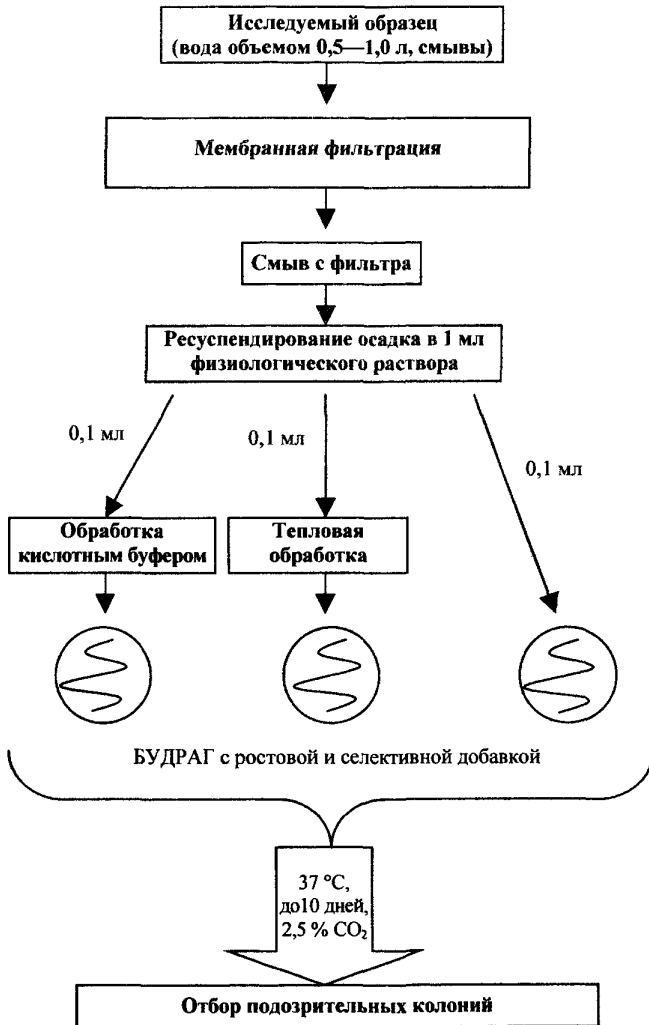 Исследуемый образец
(вода объемом 0,5—1,0 л, смывы)
Мембранная фильтрация
Смыв с фильтра
Ресуспендирование осадка в 1 мл
физиологического раствора
0,1 мл
0,1 мл
0,1 мл
Обработка
кислотным буфером
Тепловая
обработка
БУДРАГ с ростовой и селективной добавкой
37 °С,
до10 дней,
2,5 % СО₂
Отбор подозрительных колоний